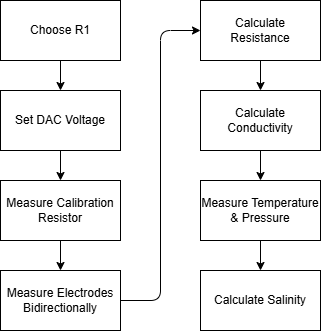 Choose R1
Set DAC Voltage
Measure Calibration
Resistor
Measure Electrodes
Bidirectionally
Calculate
Resistance
Calculate
Conductivity
Measure Temperature
& Pressure
Calculate Salinity